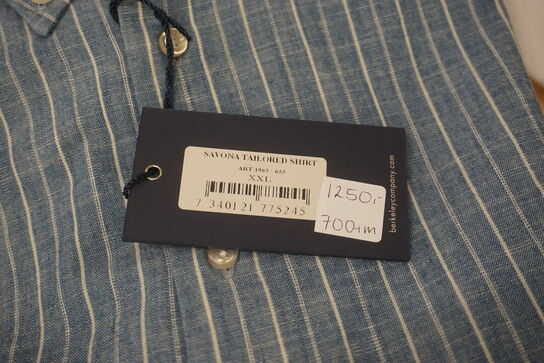 SAVONA TAILORED SHIRT
ART 1965 - 653
XXL
7 340121 775245
1250,-
700+m
berkeleycompany.com